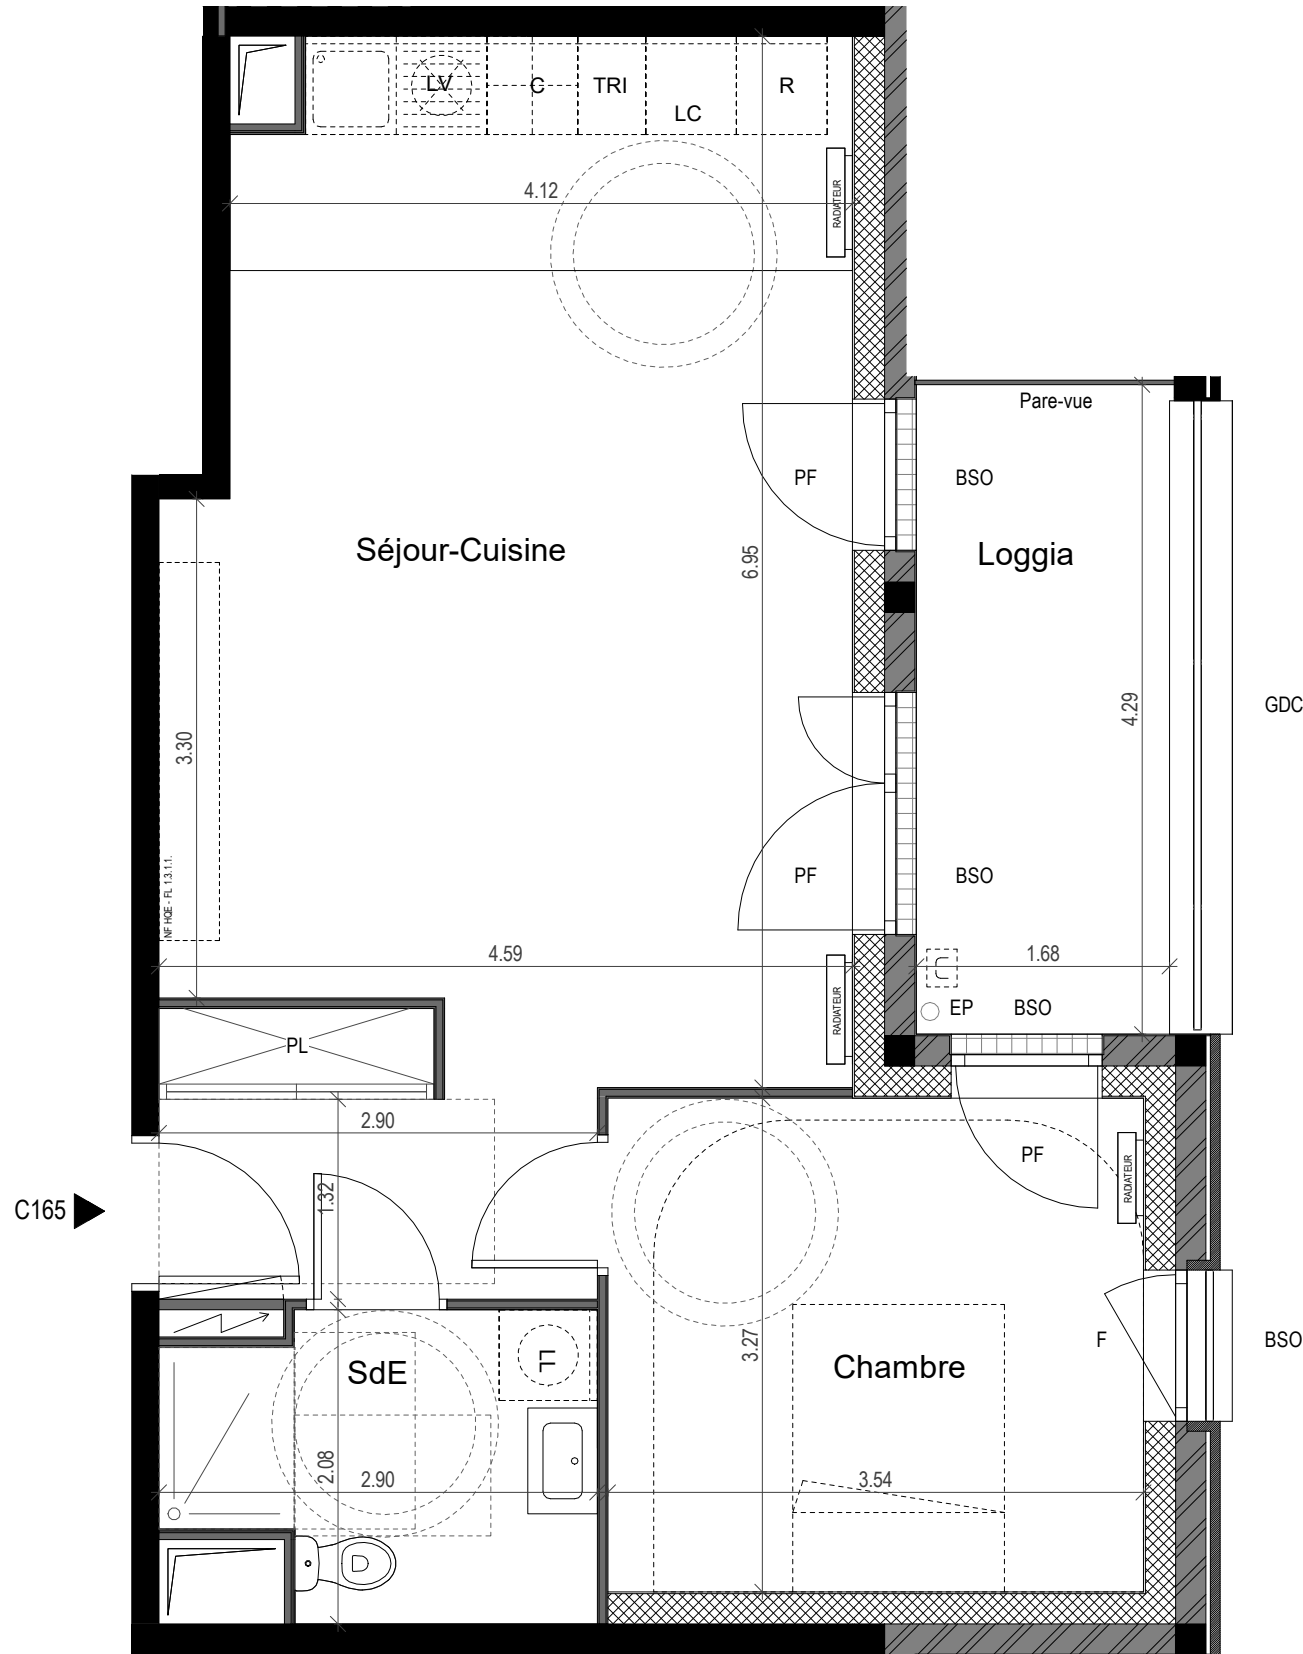 LV
C
TRI
LC
R
RADIATEUR
4.12
Pare-vue
PF
BSO
Séjour-Cuisine
Loggia
6.95
4.29
GDC
3.30
NF HQE - FL 1.3.1.1.
PF
BSO
4.59
1.68
RADIATEUR
EP
BSO
PL
2.90
PF
RADIATEUR
1.32
C165
3.27
F
BSO
LL
SdE
Chambre
2.08
2.90
3.54